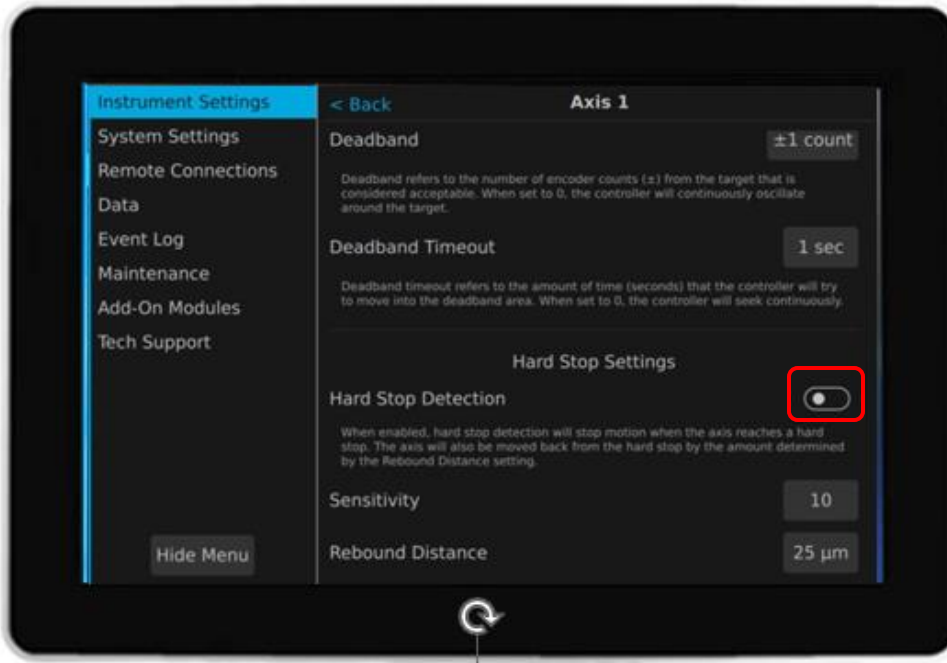 Instrument Settings
System Settings
Remote Connections
Data
Event Log
Maintenance
Add-On Modules
Tech Support
Hide Menu
< Back
Axis 1
Deadband
±1 count
Deadband refers to the number of encoder counts (±) from the target that is
considered acceptable. When set to 0, the controller will continuously oscillate
around the target.
Deadband Timeout
1 sec
Deadband timeout refers to the amount of time (seconds) that the controller will try
to move into the deadband area. When set to 0, the controller will seek continuously.
Hard Stop Settings
Hard Stop Detection
When enabled, hard stop detection will stop motion when the axis reaches a hard
stop. The axis will also be moved back from the hard stop by the amount determined
by the Rebound Distance setting.
Sensitivity
10
Rebound Distance
25 µm